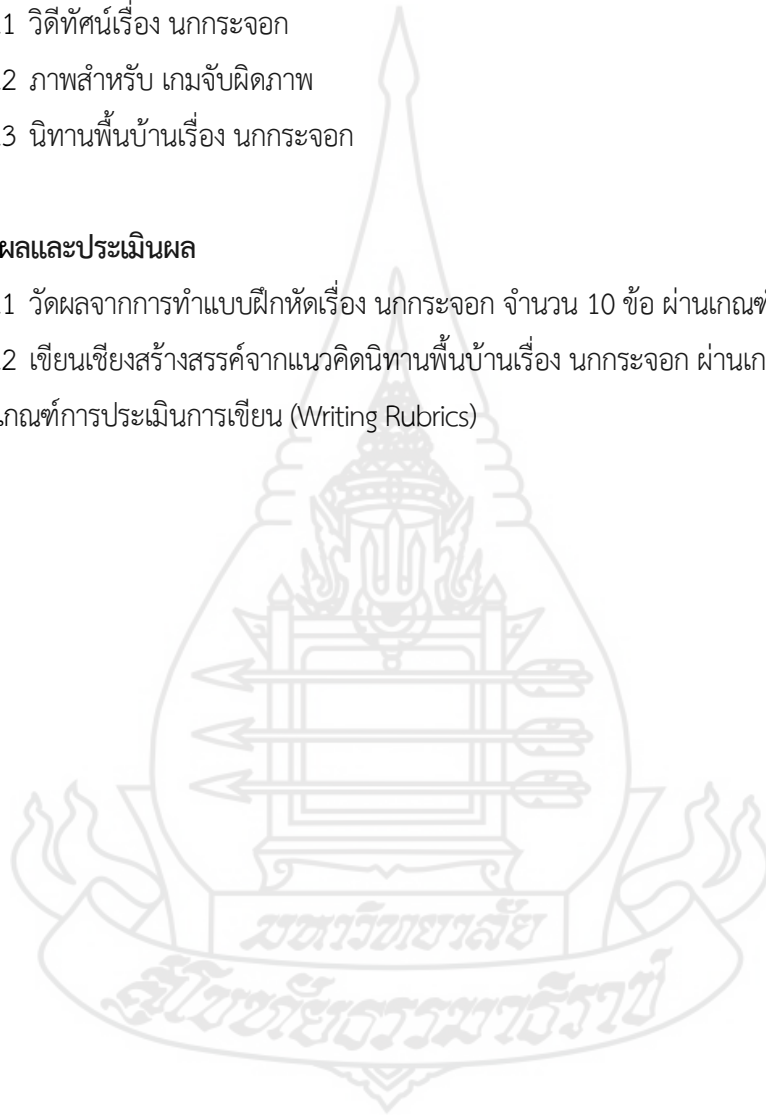 .1 วิดีทัศน์เรื่อง นกกระจอก
.2 ภาพสำหรับ เกมจับผิดภาพ
.3 นิทานพื้นบ้านเรื่อง นกกระจอก
ผลและประเมินผล
.1 วัดผลจากการทำแบบฝึกหัดเรื่อง นกกระจอก จำนวน 10 ข้อ ผ่านเกณฑ์
.2 เขียนเชียงสร้างสรรค์จากแนวคิดนิทานพื้นบ้านเรื่อง นกกระจอก ผ่านเก
เกณฑ์การประเมินการเขียน (Writing Rubrics)
มหาวิทยาลัย
สุโขทัยธรรมาธิราช